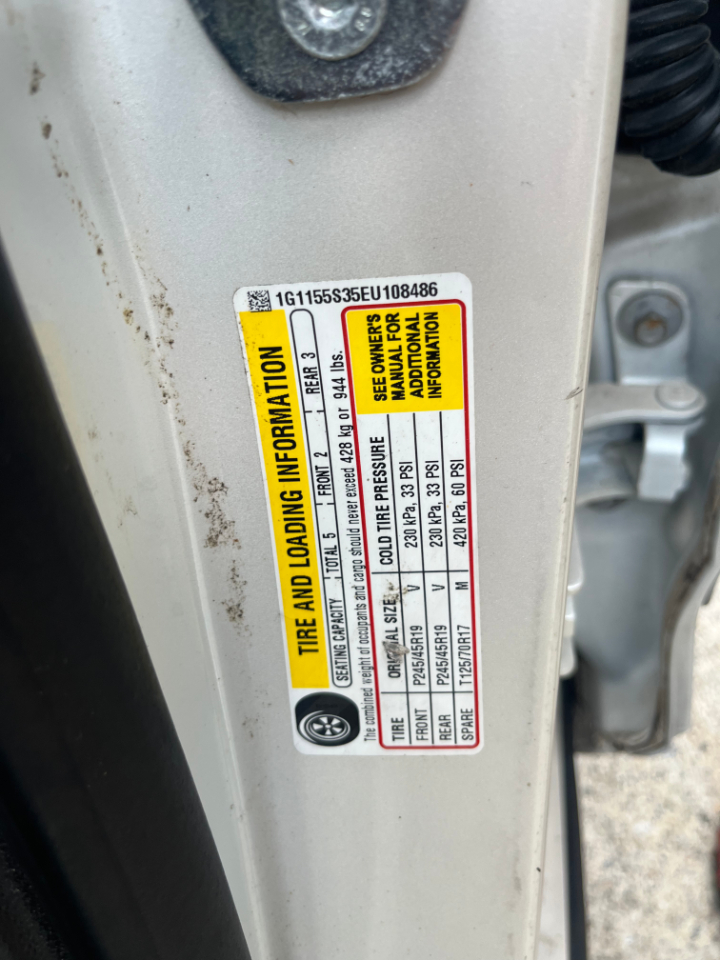 1G1155S35EU108486
TIRE AND LOADING INFORMATION
SEATING CAPACITY TOTAL 5 FRONT 2 REAR 3
The combined weight of occupants and cargo should never exceed 428 kg or 944 lbs.
TIRE ORIGINAL SIZE COLD TIRE PRESSURE
FRONT P245/45R19 V 230 kPa, 33 PSI
REAR P245/45R19 V 230 kPa, 33 PSI
SPARE T125/70R17 M 420 kPa, 60 PSI
SEE OWNER'S
MANUAL FOR
ADDITIONAL
INFORMATION